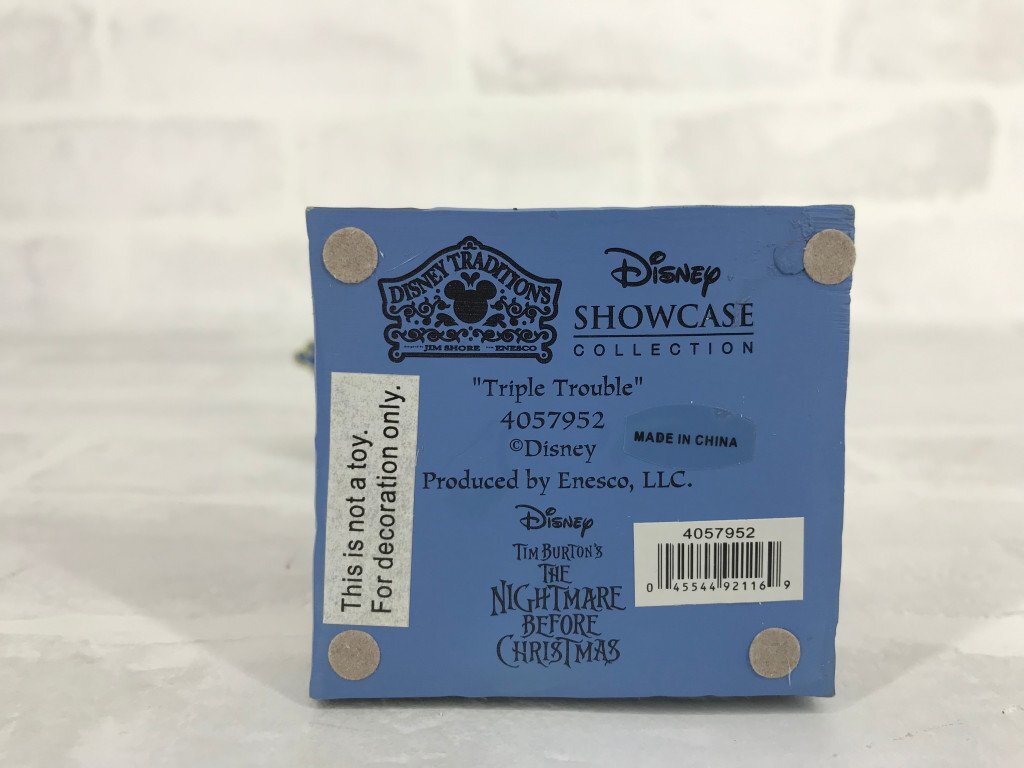 DISNEY TRADITIONS
JIM SHORE ENESCO
Disney
SHOWCASE
COLLECTION
"Triple Trouble"
4057952
©Disney
Produced by Enesco, LLC.
MADE IN CHINA
This is not a toy.
For decoration only.
Disney
TIM BURTON'S
THE
NIGHTMARE
BEFORE
CHRISTMAS
4057952
0 45544 92116 9